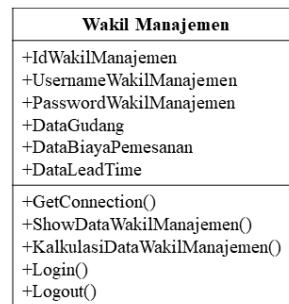 Wakil Manajemen
+IdWakilManajemen
+UsernameWakilManajemen
+PasswordWakilManajemen
+DataGudang
+DataBiayaPemesanan
+DataLeadTime
+GetConnection()
+ShowDataWakilManajemen()
+KalkulasiDataWakilManajemen()
+Login()
+Logout()